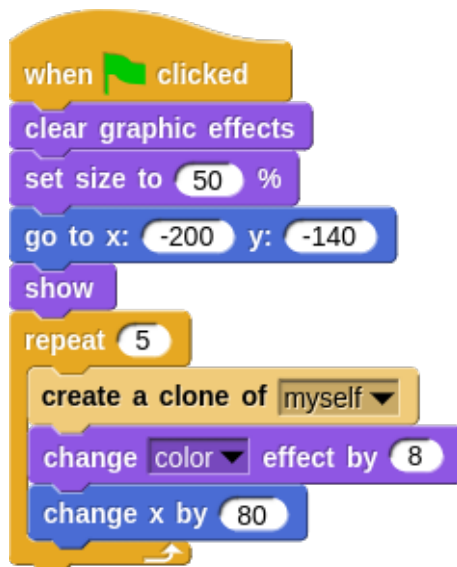 when clicked
clear graphic effects
set size to 50 %
go to x: -200 y: -140
show
repeat 5
create a clone of myself
change color effect by 8
change x by 80